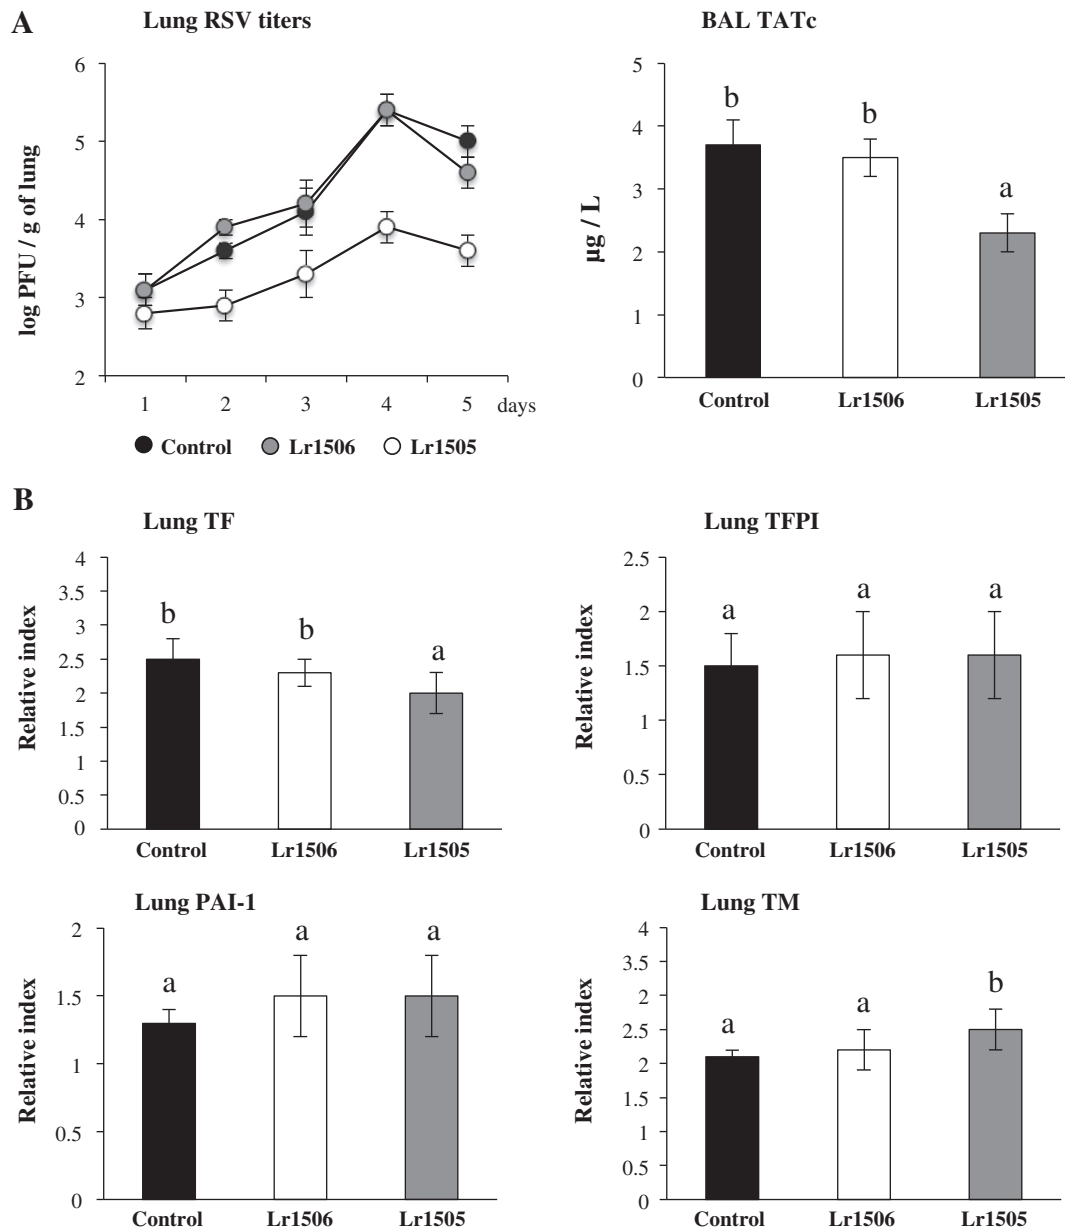 A
Lung RSV titers
log PFU / g of lung
6
5
4
3
2
1 2 3 4 5 days
Control Lr1506 Lr1505
BAL TATc
µg / L
5
4
3
2
1
0
b b a
Control Lr1506 Lr1505
B
Lung TF
Relative index
4
3.5
3
2.5
2
1.5
1
0.5
0
b b a
Control Lr1506 Lr1505
Lung TFPI
Relative index
2.5
2
1.5
1
0.5
0
a a a
Control Lr1506 Lr1505
Lung PAI-1
Relative index
2
1.5
1
0.5
0
a a a
Control Lr1506 Lr1505
Lung TM
Relative index
4
3.5
2
2.5
2
1.5
1
0.5
0
a a b
Control Lr1506 Lr1505